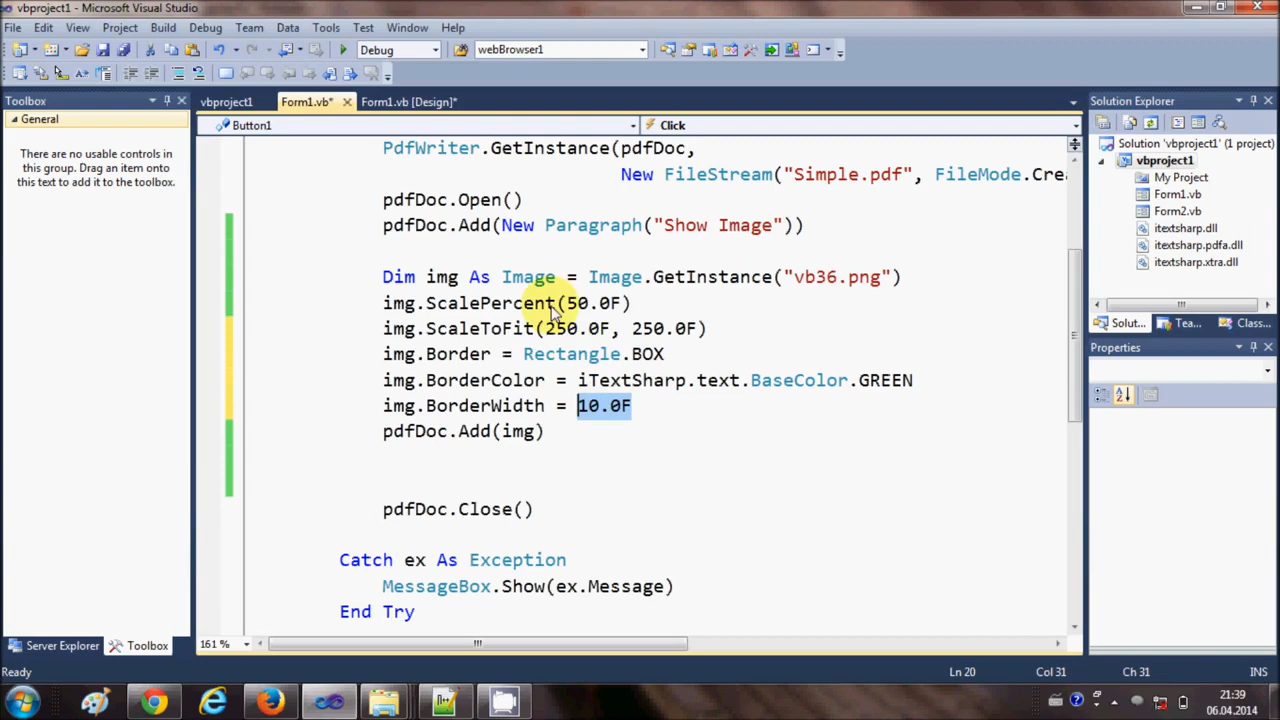 vbproject1 - Microsoft Visual Studio
File Edit View Project Build Debug Team Data Tools Test Window Help
Debug webBrowser1
Toolbox
General
There are no usable controls in
this group. Drag an item onto
this text to add it to the toolbox.
Server Explorer Toolbox
vbproject1 Form1.vb* Form1.vb [Design]*
Button1 Click
PdfWriter.GetInstance(pdfDoc,
New FileStream("Simple.pdf", FileMode.Crea
pdfDoc.Open()
pdfDoc.Add(New Paragraph("Show Image"))
Dim img As Image = Image.GetInstance("vb36.png")
img.ScalePercent(50.0F)
img.ScaleToFit(250.0F, 250.0F)
img.Border = Rectangle.BOX
img.BorderColor = iTextSharp.text.BaseColor.GREEN
img.BorderWidth = 10.0F
pdfDoc.Add(img)
pdfDoc.Close()
Catch ex As Exception
MessageBox.Show(ex.Message)
End Try
161 %
Solution Explorer
Solution 'vbproject1' (1 project)
vbproject1
My Project
Form1.vb
Form2.vb
itextsharp.dll
itextsharp.pdfa.dll
itextsharp.xtra.dll
Solut... Tea... Class...
Properties
Ready Ln 20 Col 31 Ch 31 INS
21:39
06.04.2014